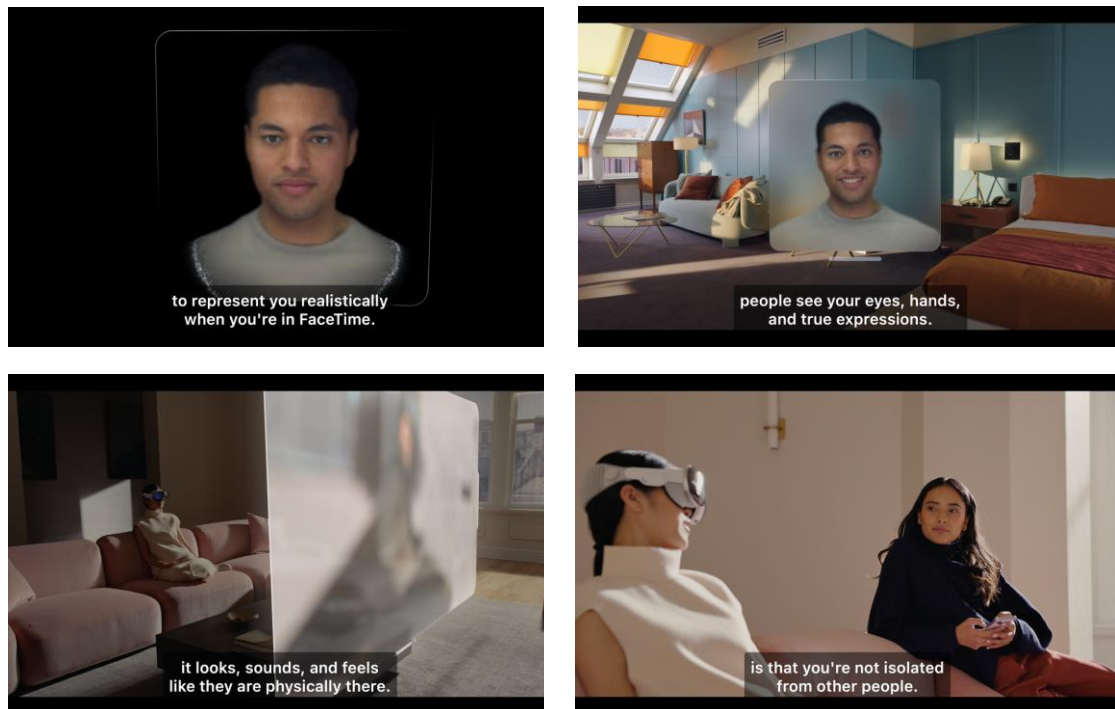 to represent you realistically
when you're in FaceTime.
people see your eyes, hands,
and true expressions.
it looks, sounds, and feels
like they are physically there.
is that you're not isolated
from other people.